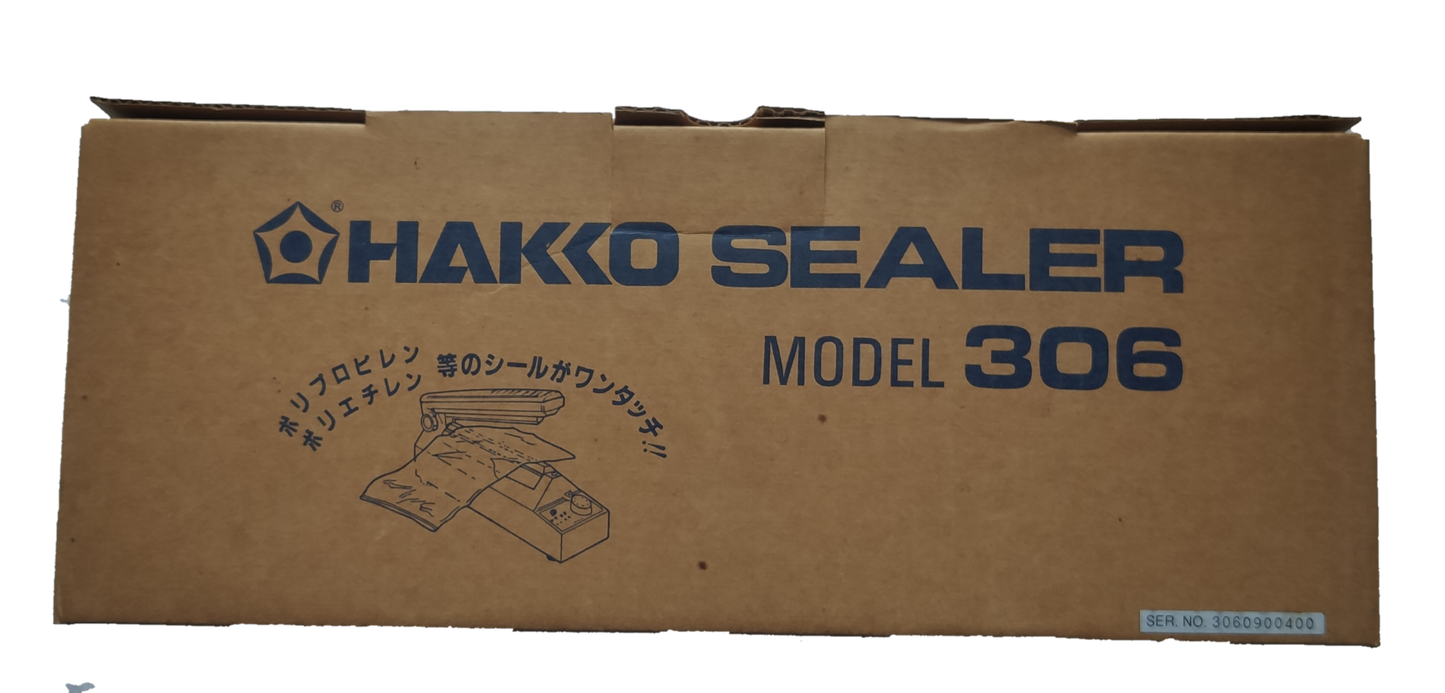 ® HAKKO SEALER
MODEL 306
ポリプロピレン
ポリエチレン
等のシールがワンタッチ!!
SER. NO. 3060900400